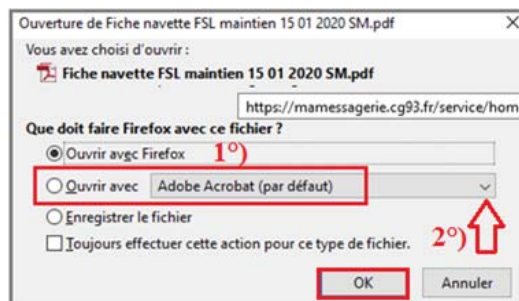 Ouverture de Fiche navette FSL maintien 15 01 2020 SM.pdf
Vous avez choisi d'ouvrir :
Fiche navette FSL maintien 15 01 2020 SM.pdf
https://mamessagerie.cg93.fr/service/hom
Que doit faire Firefox avec ce fichier ?
Ouvrir avec Firefox 1°)
Ouvrir avec Adobe Acrobat (par défaut)
Enregistrer le fichier
Toujours effectuer cette action pour ce type de fichier. 2°)
OK Annuler